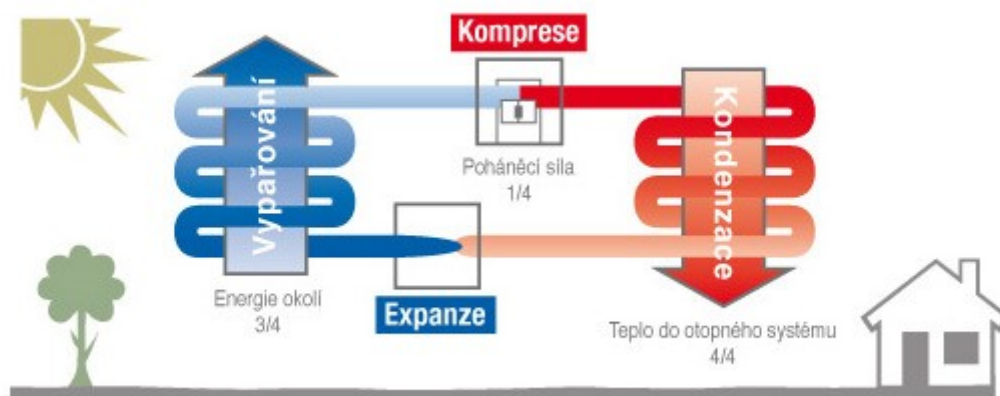 Komprese
Vypařování
Kondenzace
Poháněcí síla
1/4
Energie okolí
3/4
Expanze
Teplo do otopného systému
4/4